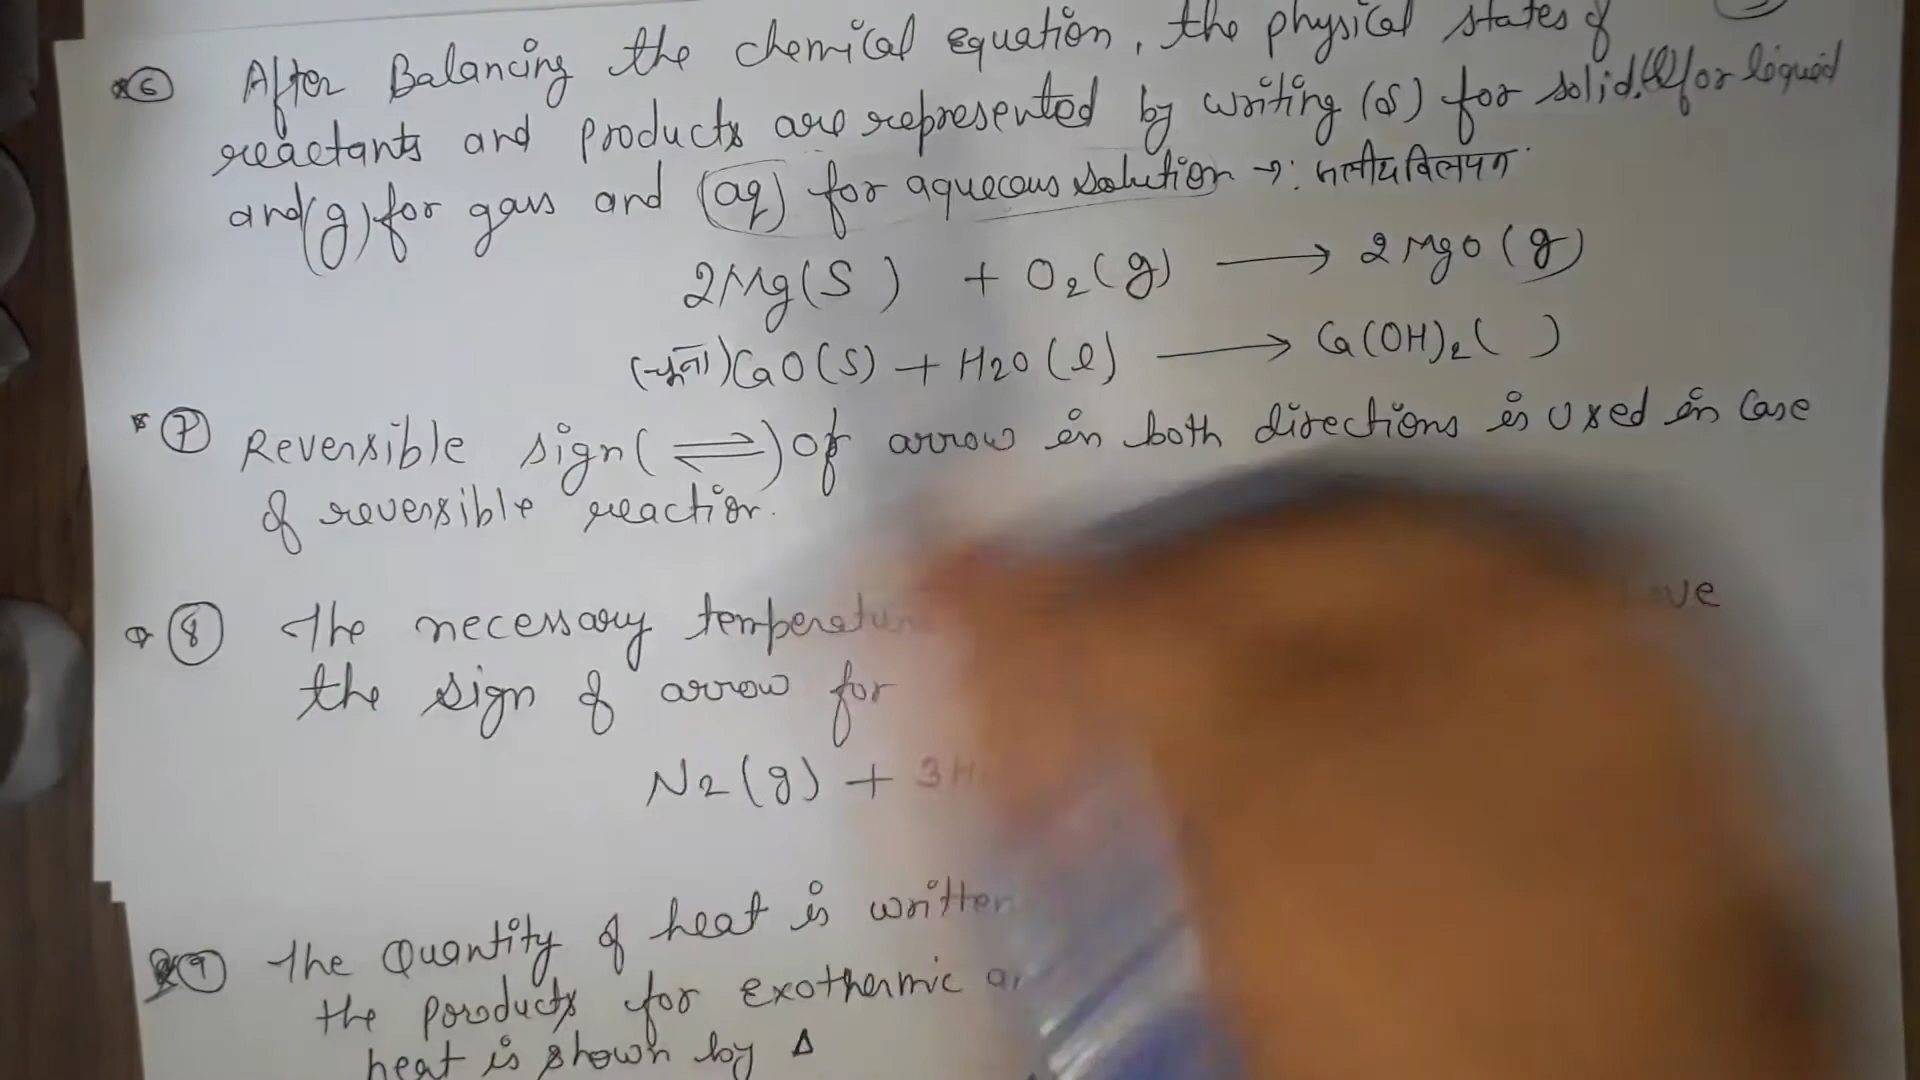 6 After Balancing the chemical equation, the physical states of
reactants and products are represented by writing (s) for solid, (l) for liquid
and (g) for gas and (aq) for aqueous solution → : जलीय विलयन
2Mg(S) + O2(g) ⟶ 2MgO(g)
(चूना) CaO(S) + H2O(l) ⟶ Ca(OH)2( )
7 Reversible sign (⇌) of arrow in both directions is used in Case
of reversible reaction.
8 The necessary
the sign of arrow for
N2(g) + 3H
9 The Quantity of heat is written
the products for exothermic
heat is shown by Δ